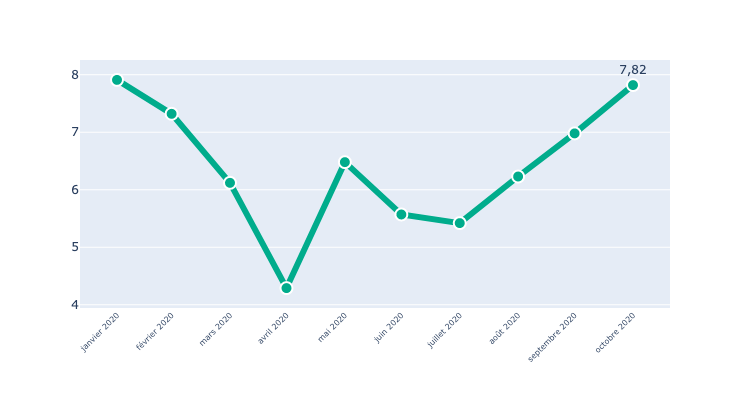 7,82
8
7
6
5
4
janvier 2020
février 2020
mars 2020
avril 2020
mai 2020
juin 2020
juillet 2020
août 2020
septembre 2020
octobre 2020